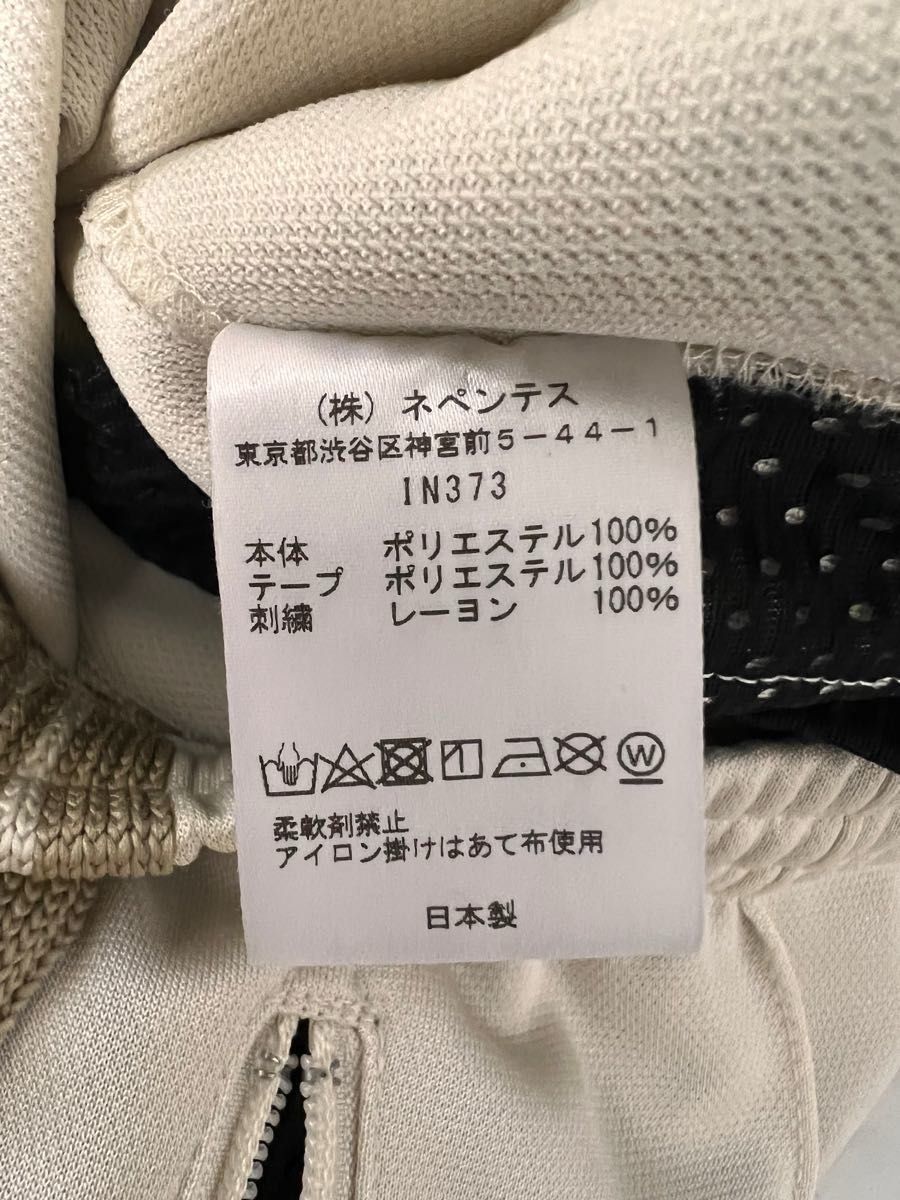 (株) ネペンテス
東京都渋谷区神宮前5-44-1
IN373
本体 ポリエステル100%
テープ ポリエステル100%
刺繍 レーヨン 100%
W
柔軟剤禁止
アイロン掛けはあて布使用
日本製